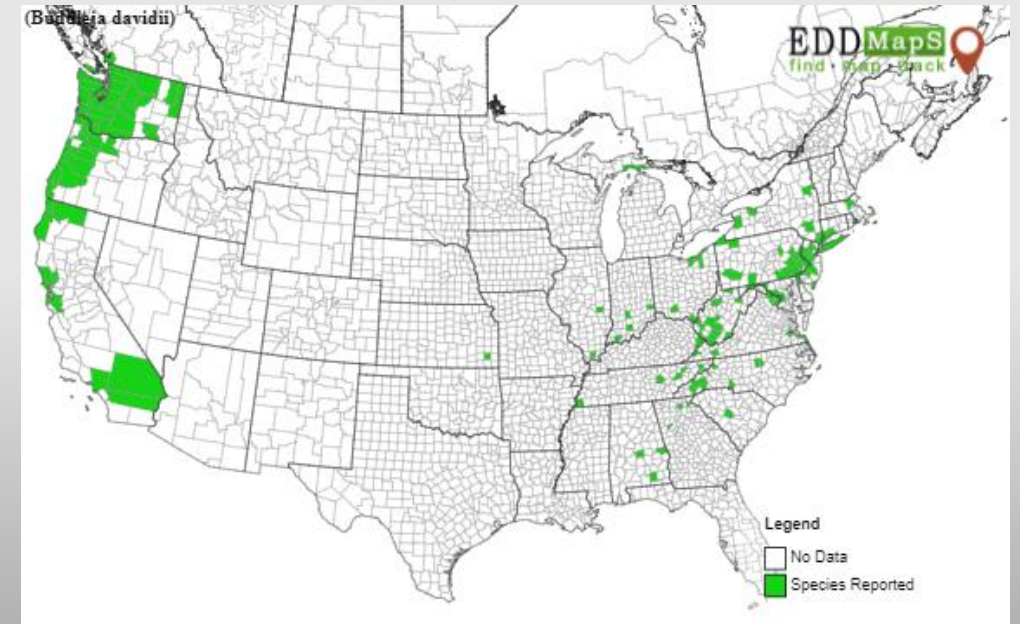 (Buddleja davidii)
EDDMapS
find · map · track
Legend
No Data
Species Reported